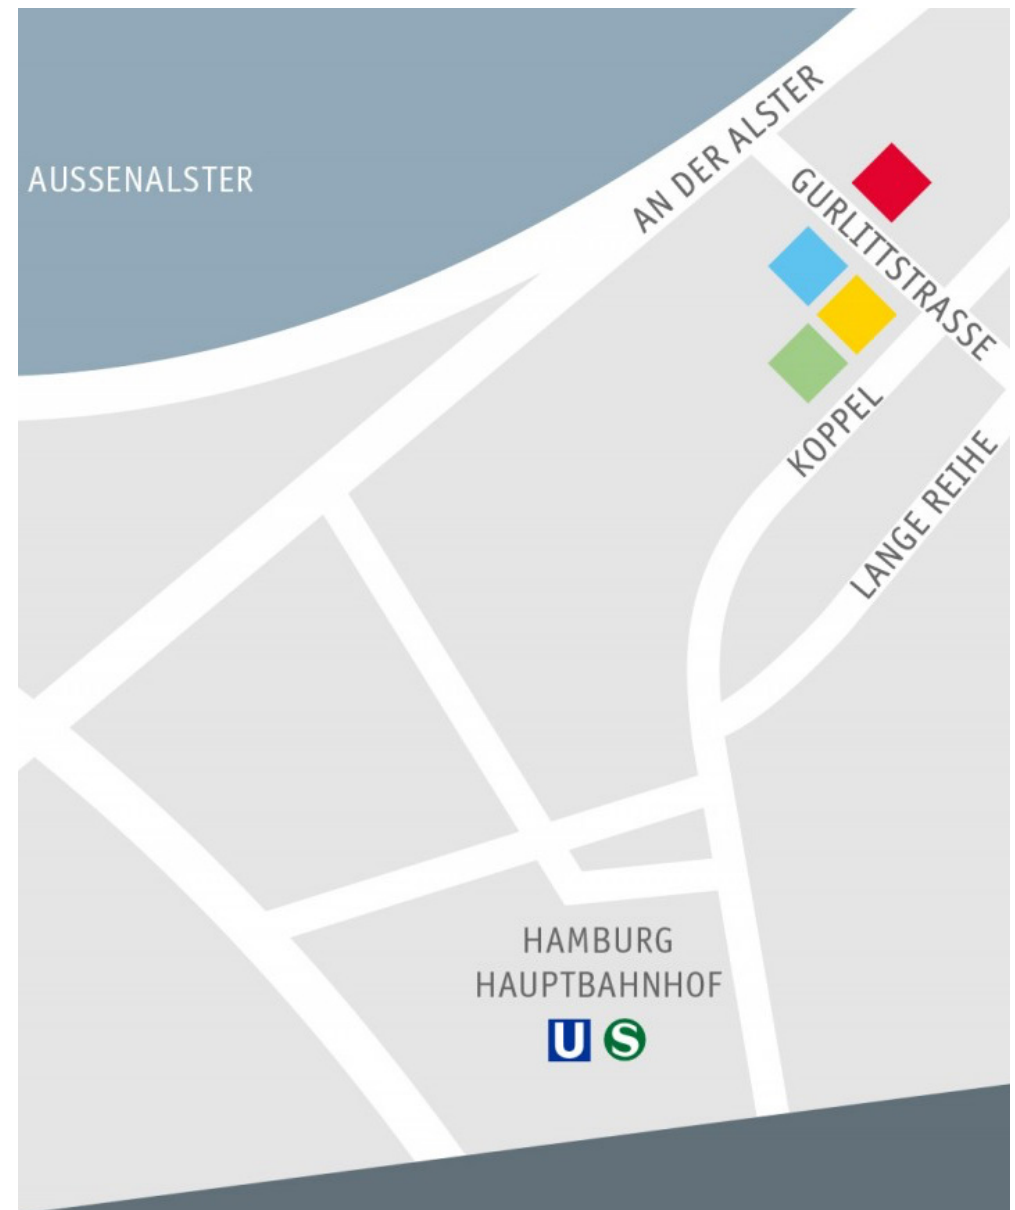 AUSSENALSTER
AN DER ALSTER
GURLITTSTRASSE
KOPPEL
LANGE REIHE
HAMBURG
HAUPTBAHNHOF
U S